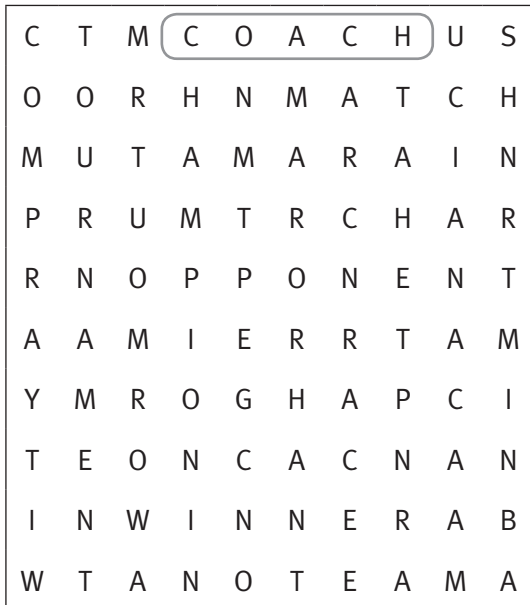 C T M C O A C H U S
O O R H N M A T C H
M U T A M A R A I N
P R U M T R C H A R
R N O P P O N E N T
A A M I E R R T A M
Y M R O G H A P C I
T E O N C A C N A N
I N W I N N E R A B
W T A N O T E A M A